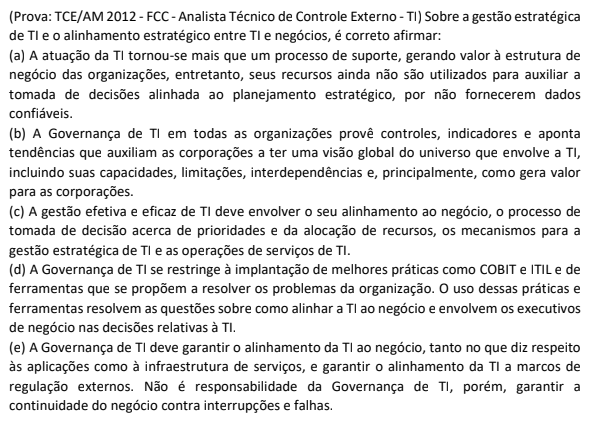 (Prova: TCE/AM 2012 - FCC - Analista Técnico de Controle Externo - TI) Sobre a gestão estratégica
de TI e o alinhamento estratégico entre TI e negócios, é correto afirmar:
(a) A atuação da TI tornou-se mais que um processo de suporte, gerando valor à estrutura de
negócio das organizações, entretanto, seus recursos ainda não são utilizados para auxiliar a
tomada de decisões alinhada ao planejamento estratégico, por não fornecerem dados
confiáveis.
(b) A Governança de TI em todas as organizações provê controles, indicadores e aponta
tendências que auxiliam as corporações a ter uma visão global do universo que envolve a TI,
incluindo suas capacidades, limitações, interdependências e, principalmente, como gera valor
para as corporações.
(c) A gestão efetiva e eficaz de TI deve envolver o seu alinhamento ao negócio, o processo de
tomada de decisão acerca de prioridades e da alocação de recursos, os mecanismos para a
gestão estratégica de TI e as operações de serviços de TI.
(d) A Governança de TI se restringe à implantação de melhores práticas como COBIT e ITIL e de
ferramentas que se propõem a resolver os problemas da organização. O uso dessas práticas e
ferramentas resolvem as questões sobre como alinhar a TI ao negócio e envolvem os executivos
de negócio nas decisões relativas à TI.
(e) A Governança de TI deve garantir o alinhamento da TI ao negócio, tanto no que diz respeito
às aplicações como à infraestrutura de serviços, e garantir o alinhamento da TI a marcos de
regulação externos. Não é responsabilidade da Governança de TI, porém, garantir a
continuidade do negócio contra interrupções e falhas.